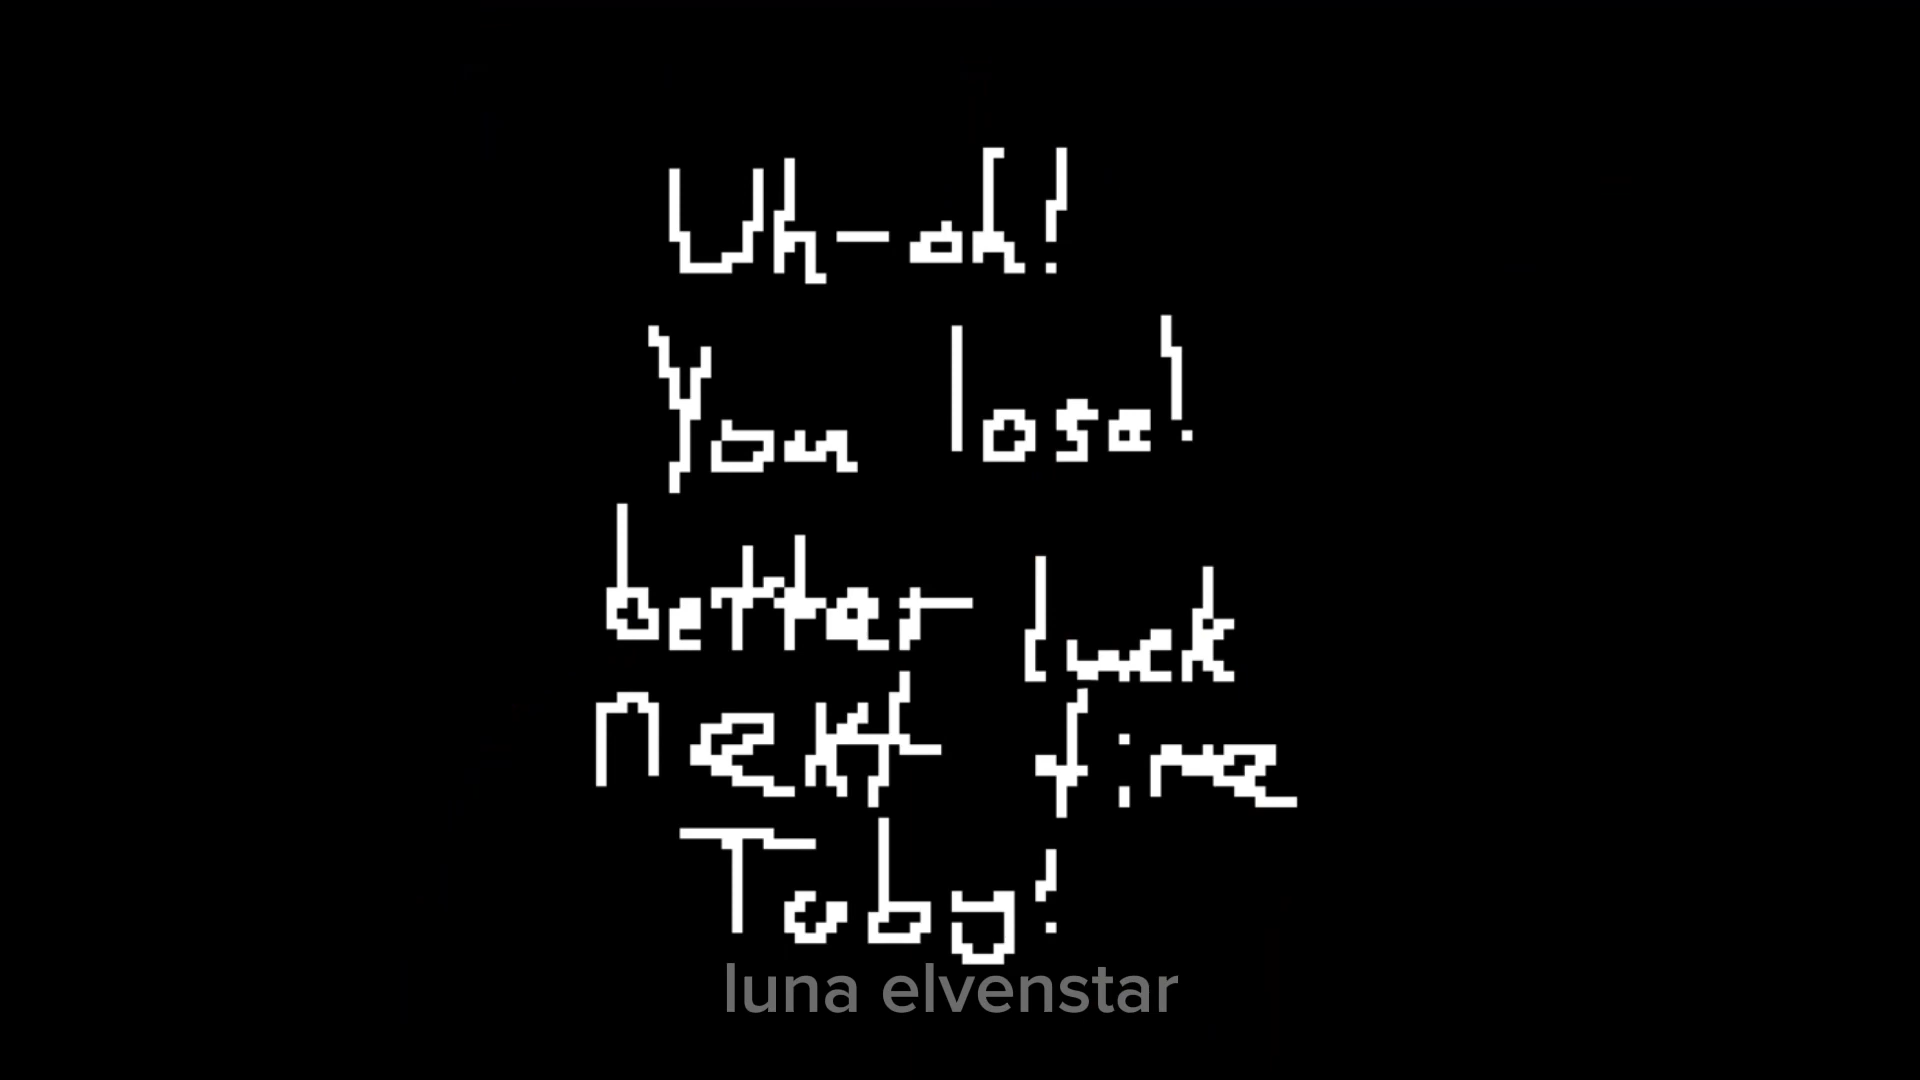 Uh-oh!
You lose!
better luck
next time
Toby!
luna elvenstar